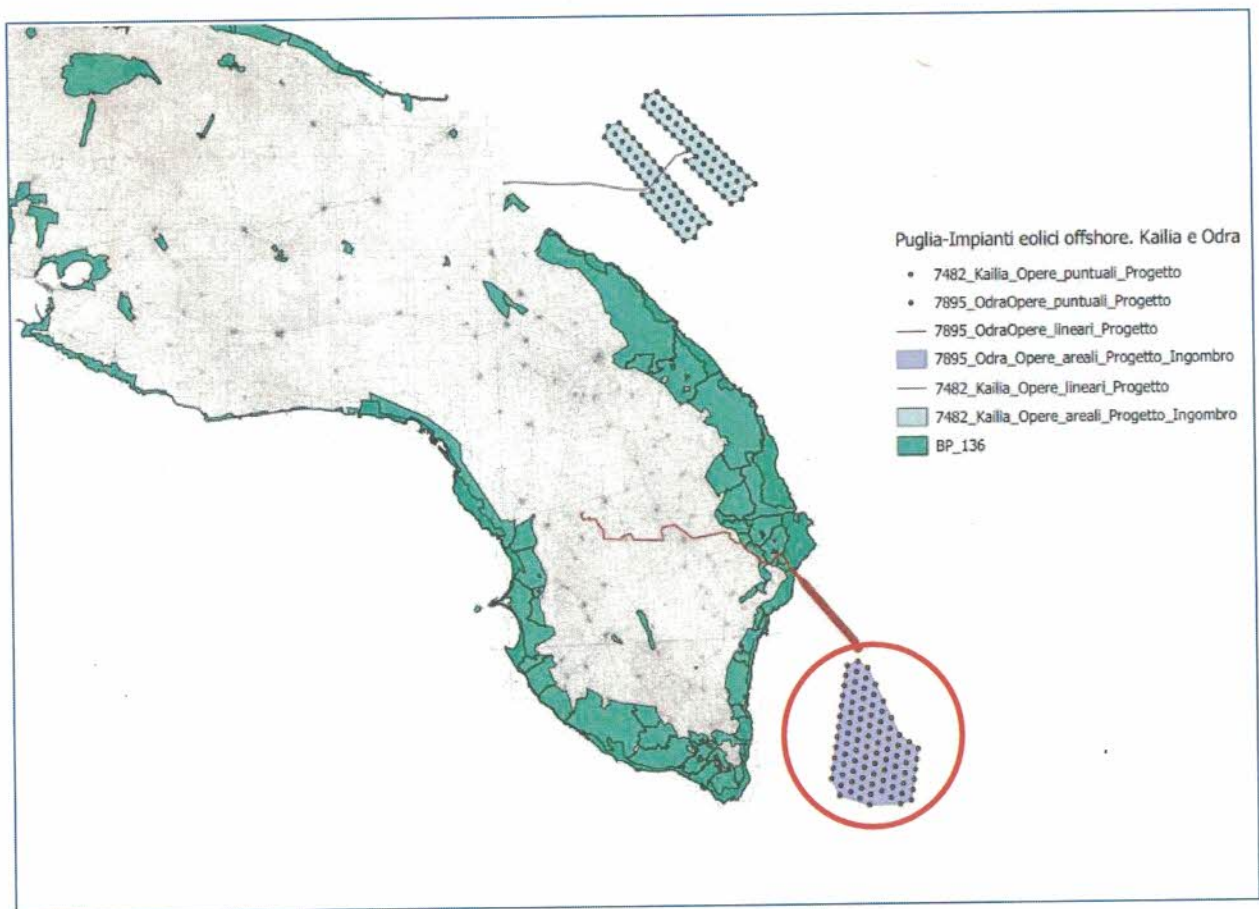 Puglia-Impianti eolici offshore. Kailia e Odra
7482_Kailia_Opere_puntuali_Progetto
7895_OdraOpere_puntuali_Progetto
7895_OdraOpere_lineari_Progetto
7895_Odra_Opere_areali_Progetto_Ingombro
7482_Kailia_Opere_lineari_Progetto
7482_Kailia_Opere_areali_Progetto_Ingombro
BP_136